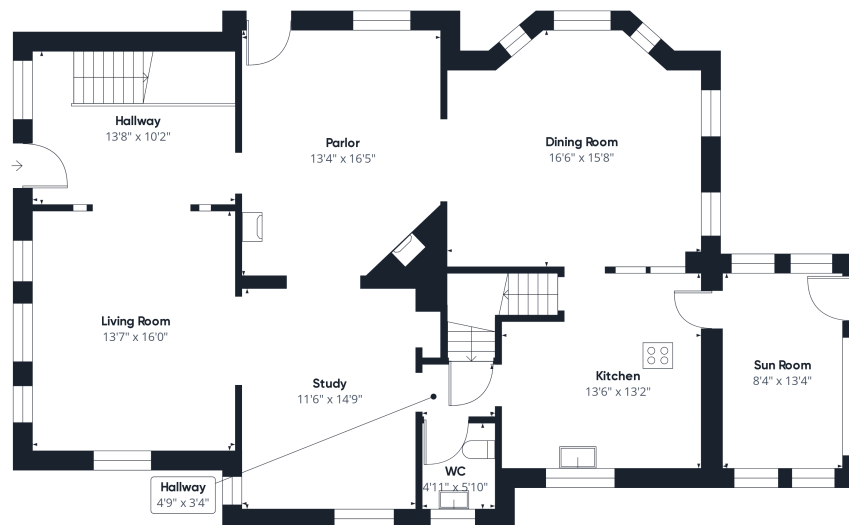 Hallway
13'8" x 10'2"
Parlor
13'4" x 16'5"
Dining Room
16'6" x 15'8"
Living Room
13'7" x 16'0"
Study
11'6" x 14'9"
Kitchen
13'6" x 13'2"
Sun Room
8'4" x 13'4"
WC
4'11" x 5'10"
Hallway
4'9" x 3'4"